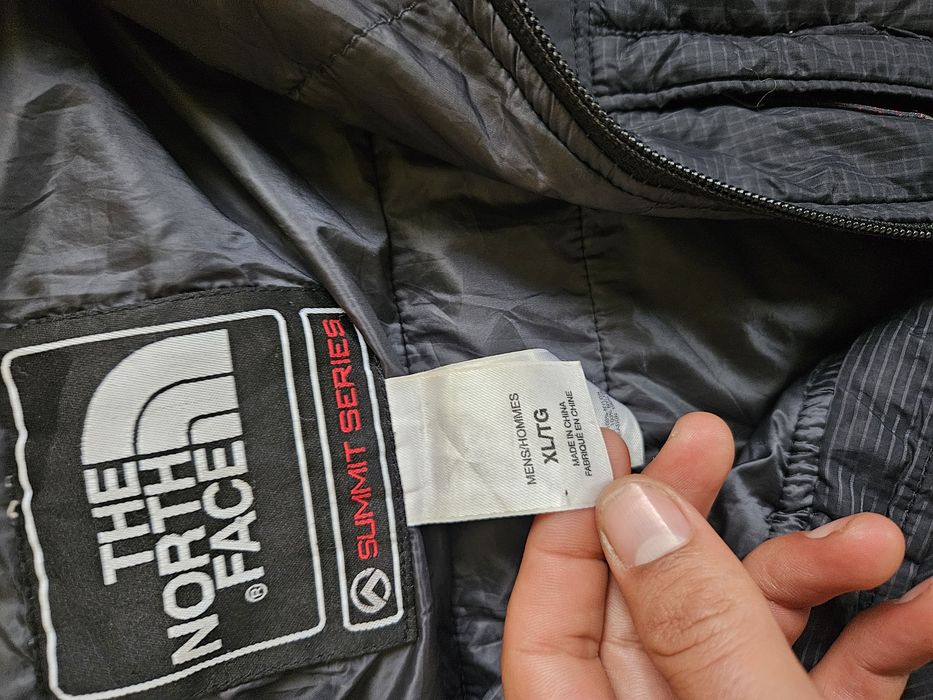 THE
NORTH
FACE®
SUMMIT SERIES
MENS/HOMMES
XL/TG
MADE IN CHINA
FABRIQUÉ EN CHINE